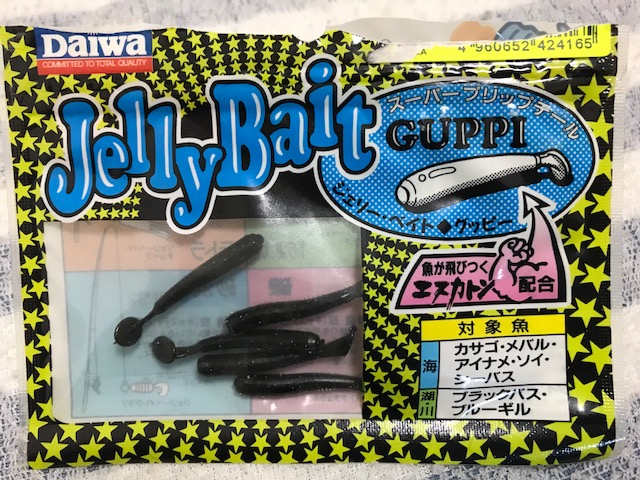 Daiwa
COMMITTED TO TOTAL QUALITY
4 960652 424165
Jelly Bait
スーパーブリップテール
GUPPI
ジェリー・ベイト◆グッピー
魚が飛びつく
エスカトン
配合
対象魚
海
カサゴ・メバル・
アイナメ・ソイ・
シーバス
湖・川
ブラックバス・
ブルーギル